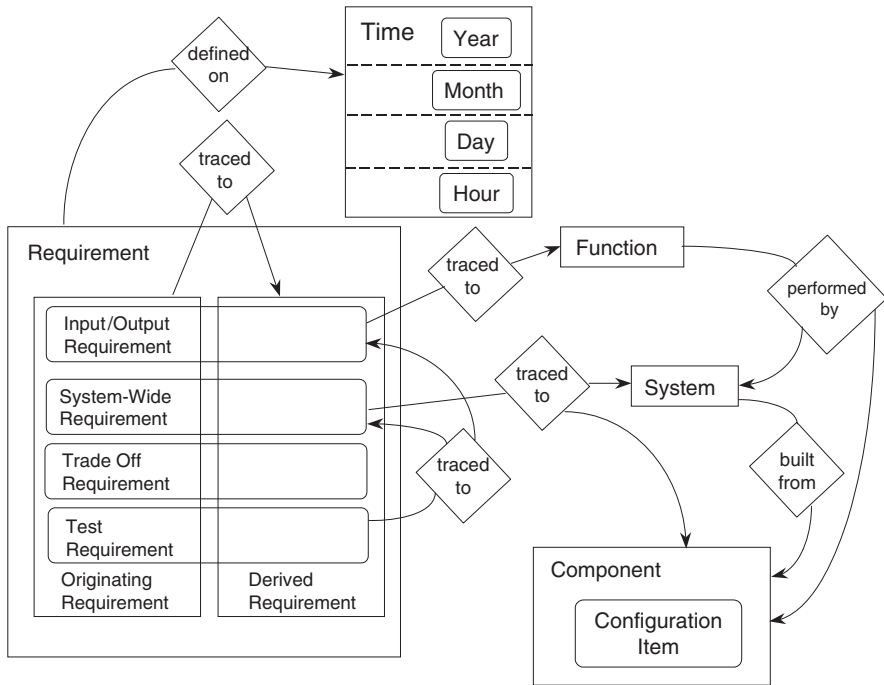 defined
on
Time
Year
Month
Day
Hour
traced
to
Requirement
Input/Output
Requirement
System-Wide
Requirement
Trade Off
Requirement
Test
Requirement
Originating
Requirement
Derived
Requirement
traced
to
Function
performed
by
traced
to
System
traced
to
built
from
Component
Configuration
Item